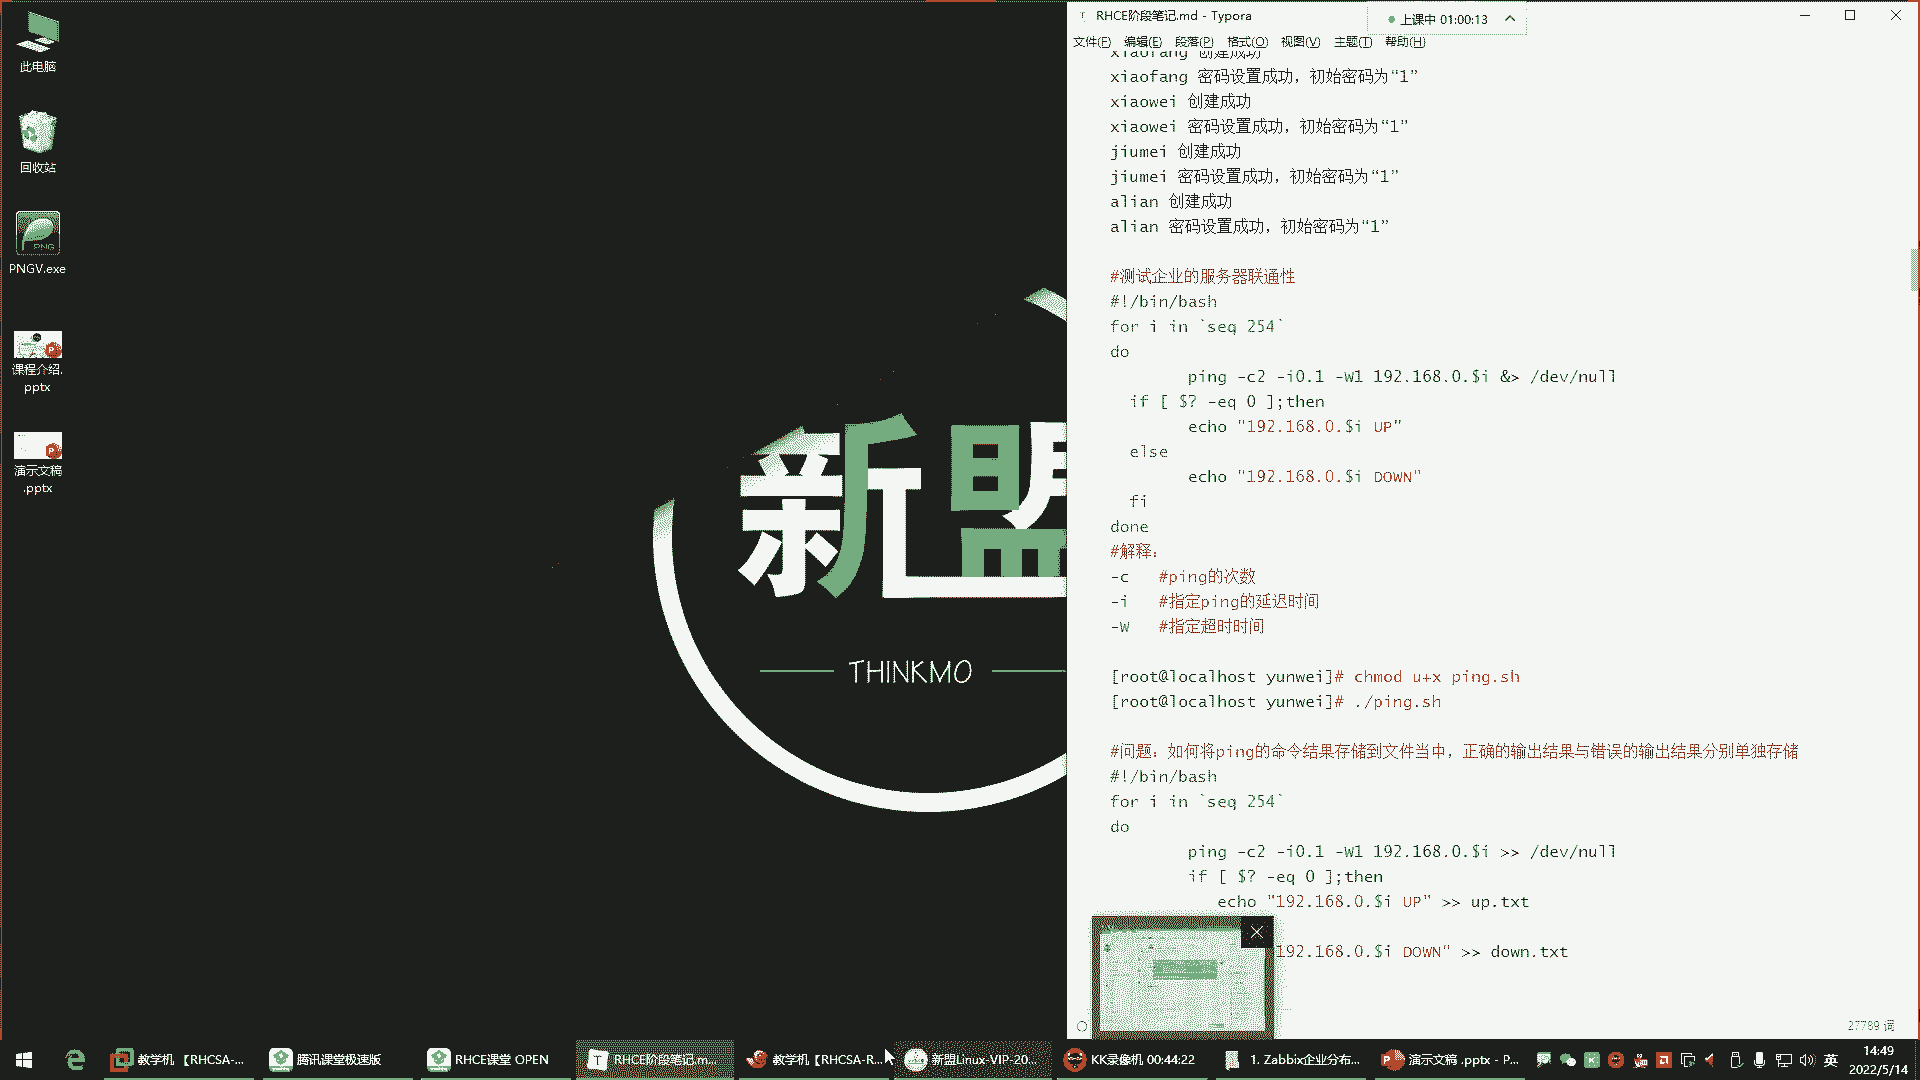 此电脑
回收站
PNG
PNGV.exe
课程介绍.
pptx
演示文稿
.pptx
新盟
THINKMO
RHCE阶段笔记.md - Typora
上课中 01:00:13
文件(F) 编辑(E) 段落(P) 格式(O) 视图(V) 主题(T) 帮助(H)
xiaofang 创建成功
xiaofang 密码设置成功，初始密码为“1”
xiaowei 创建成功
xiaowei 密码设置成功，初始密码为“1”
jiumei 创建成功
jiumei 密码设置成功，初始密码为“1”
alian 创建成功
alian 密码设置成功，初始密码为“1”
#测试企业的服务器联通性
#!/bin/bash
for i in `seq 254`
do
ping -c2 -i0.1 -W1 192.168.0.$i &> /dev/null
if [ $? -eq 0 ];then
echo "192.168.0.$i UP"
else
echo "192.168.0.$i DOWN"
fi
done
#解释：
-c #ping的次数
-i #指定ping的延迟时间
-W #指定超时时间
[root@localhost yunwei]# chmod u+x ping.sh
[root@localhost yunwei]# ./ping.sh
#问题：如何将ping的命令结果存储到文件当中，正确的输出结果与错误的输出结果分别单独存储
#!/bin/bash
for i in `seq 254`
do
ping -c2 -i0.1 -W1 192.168.0.$i >> /dev/null
if [ $? -eq 0 ];then
echo "192.168.0.$i UP" >> up.txt
192.168.0.$i DOWN" >> down.txt
27789 词
教学机 【RHCSA-...
腾讯课堂极速版
RHCE课堂 OPEN
RHCE阶段笔记.m...
教学机【RHCSA-R...
新盟Linux-VIP-20...
KK录像机 00:44:22
1. Zabbix企业分布...
演示文稿 .pptx - P...
英
14:49
2022/5/14